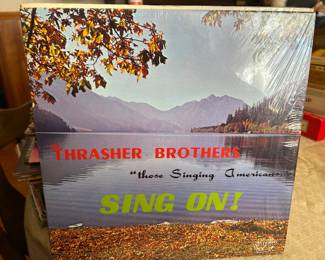 THRASHER BROTHERS
"those Singing Americans"
SING ON!